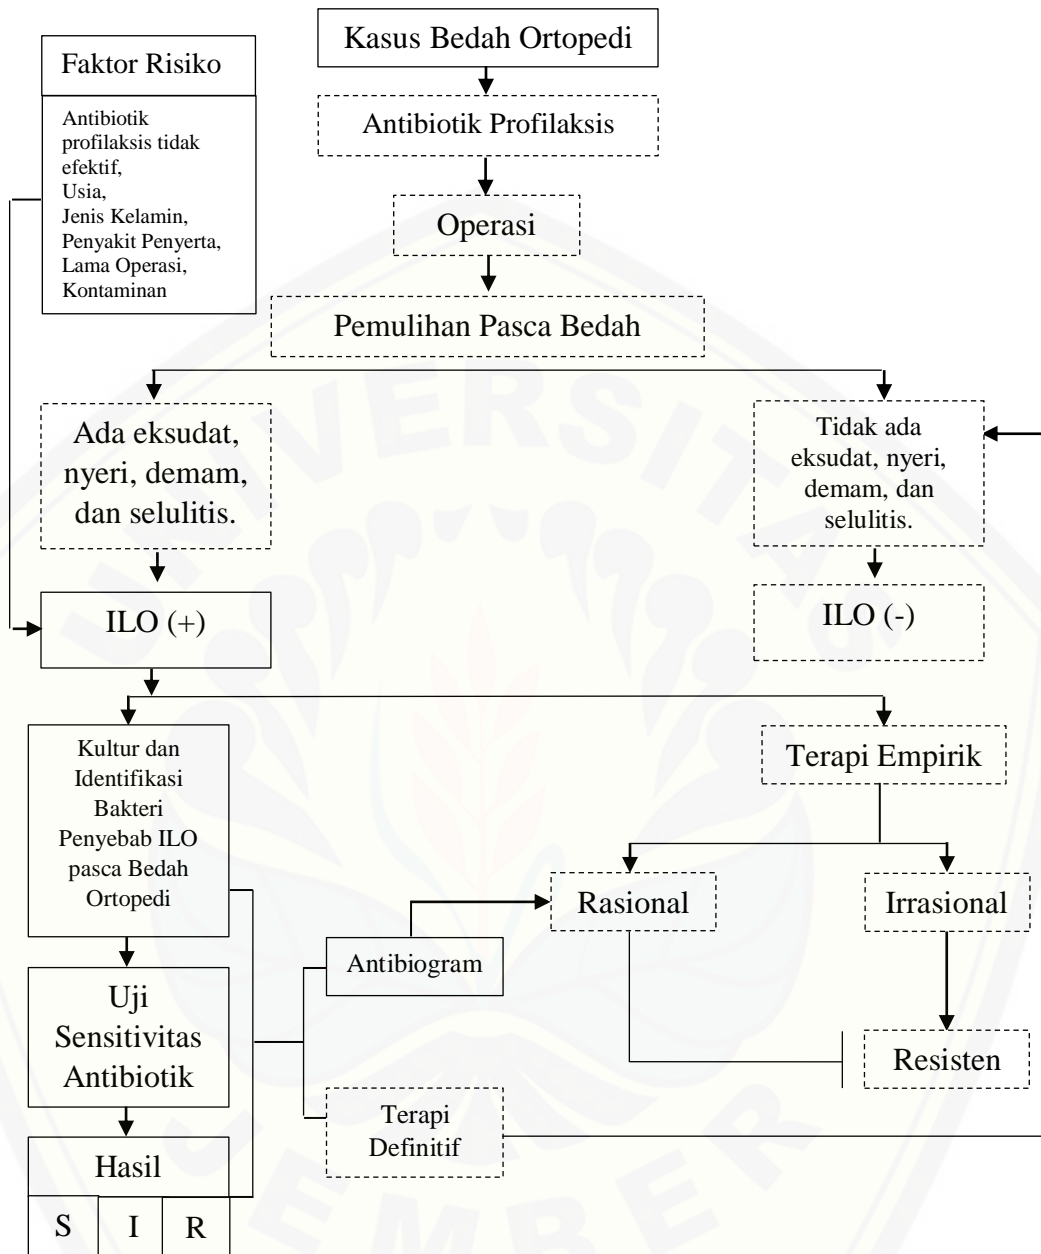 Kasus Bedah Ortopedi
Faktor Risiko
Antibiotik
profilaksis tidak
efektif,
Usia,
Jenis Kelamin,
Penyakit Penyerta,
Lama Operasi,
Kontaminan
Antibiotik Profilaksis
Operasi
Pemulihan Pasca Bedah
Ada eksudat,
nyeri, demam,
dan selulitis.
Tidak ada
eksudat, nyeri,
demam, dan
selulitis.
ILO (+)
ILO (-)
Kultur dan
Identifikasi
Bakteri
Penyebab ILO
pasca Bedah
Ortopedi
Terapi Empirik
Rasional
Irrasional
Antibiogram
Uji
Sensitivitas
Antibiotik
Resisten
Terapi
Definitif
Hasil
S I R
UNIVERSITAS
JEMBER